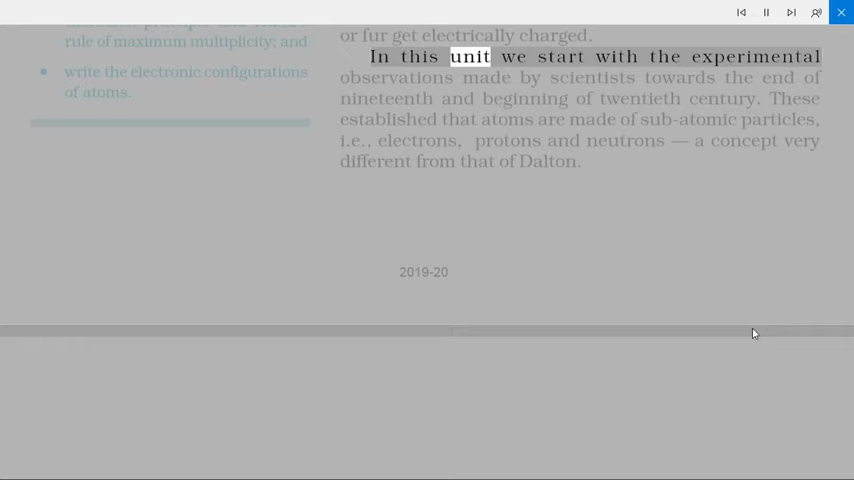 rule of maximum multiplicity; and
• write the electronic configurations
of atoms.
or fur get electrically charged.
In this unit we start with the experimental
observations made by scientists towards the end of
nineteenth and beginning of twentieth century. These
established that atoms are made of sub-atomic particles,
i.e., electrons, protons and neutrons — a concept very
different from that of Dalton.
2019-20